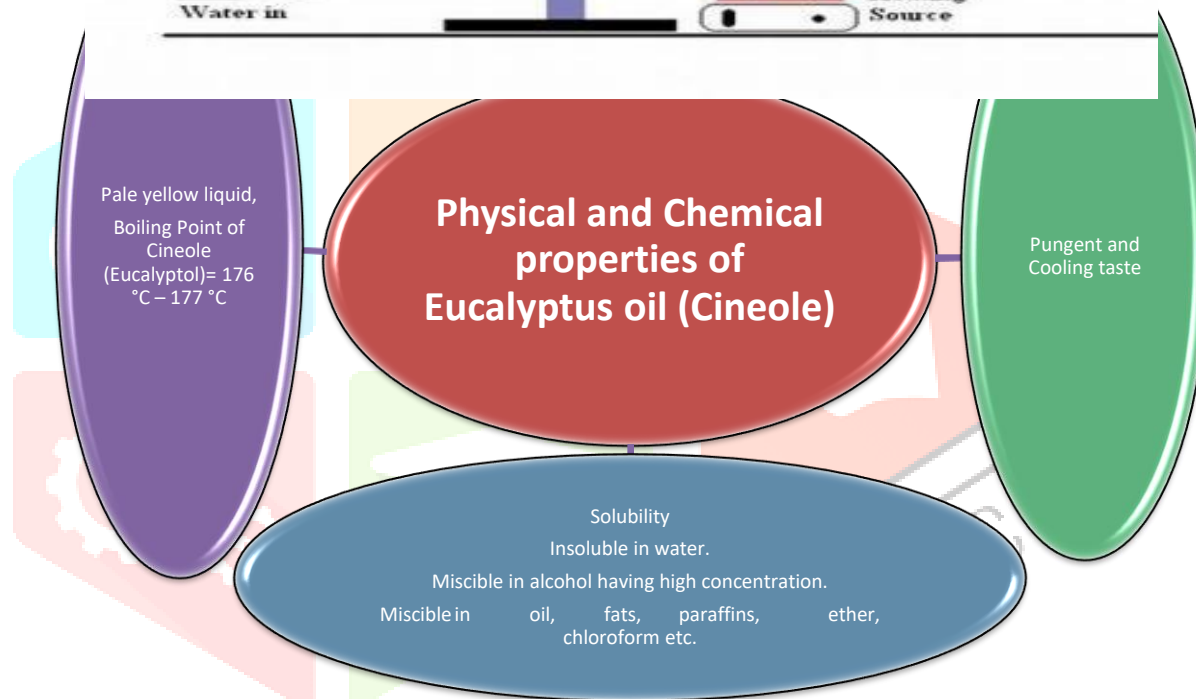 Water in
Source
Pale yellow liquid,
Boiling Point of
Cineole
(Eucalyptol)= 176
°C – 177 °C
Physical and Chemical
properties of
Eucalyptus oil (Cineole)
Pungent and
Cooling taste
Solubility
Insoluble in water.
Miscible in alcohol having high concentration.
Miscible in oil, fats, paraffins, ether,
chloroform etc.